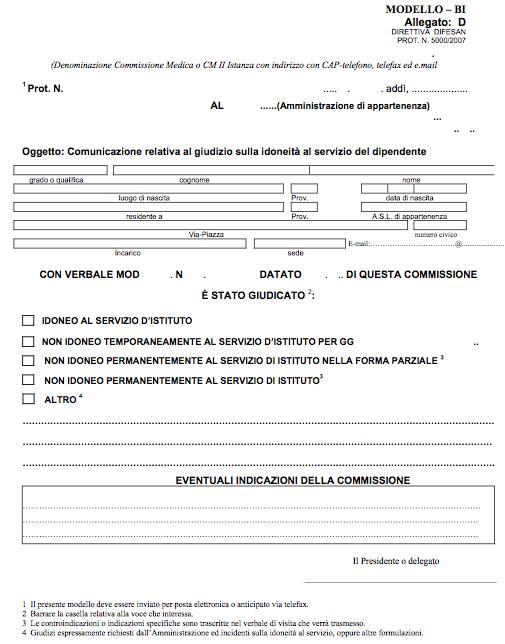 MODELLO – BI
Allegato: D
DIRETTIVA DIFESAN
PROT. N. 5000/2007
(Denominazione Commissione Medica o CM II Istanza con indirizzo con CAP-telefono, telefax ed e.mail
1 Prot. N. ..... . . addì, ...................
AL ......(Amministrazione di appartenenza)
...
.. ..
Oggetto: Comunicazione relativa al giudizio sulla idoneità al servizio del dipendente
grado o qualifica cognome nome
luogo di nascita Prov. data di nascita
residente a Prov. A.S.L. di appartenenza
Via-Piazza numero civico
E-mail:..............................@....................
Incarico sede
CON VERBALE MOD . N . DATATO . .. DI QUESTA COMMISSIONE
È STATO GIUDICATO 2:
IDONEO AL SERVIZIO D'ISTITUTO
NON IDONEO TEMPORANEAMENTE AL SERVIZIO D'ISTITUTO PER GG ..
NON IDONEO PERMANENTEMENTE AL SERVIZIO DI ISTITUTO NELLA FORMA PARZIALE 3
NON IDONEO PERMANENTEMENTE AL SERVIZIO DI ISTITUTO3
ALTRO 4
EVENTUALI INDICAZIONI DELLA COMMISSIONE
Il Presidente o delegato
1 Il presente modello deve essere inviato per posta elettronica o anticipato via telefax.
2 Barrare la casella relativa alla voce che interessa.
3 Le controindicazioni o indicazioni specifiche sono trascritte nel verbale di visita che verrà trasmesso.
4 Giudizi espressamente richiesti dall'Amministrazione ed incidenti sulla idoneità al servizio, oppure altre formulazioni.